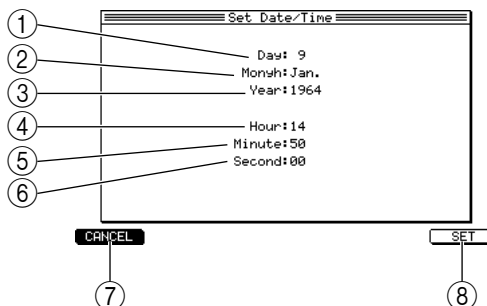 Set Date/Time
① Day: 9
② Monyh:Jan.
③ Year:1964
④ Hour:14
⑤ Minute:50
⑥ Second:00
CANCEL SET
⑦ ⑧